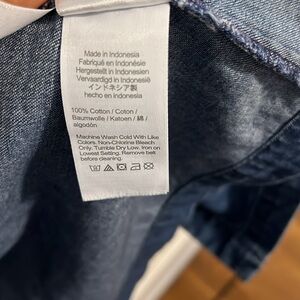 Made in Indonesia
Fabriqué en Indonésie
Hergestellt in Indonesien
Vervaardigd in Indonesië
インドネシア製
hecho en Indonesia
100% Cotton / Coton /
Baumwolle / Katoen / 綿 /
algodón
Machine Wash Cold With Like
Colors. Non-Chlorine Bleach
Only. Tumble Dry Low. Iron on
Lowest Setting. Remove belt
before cleaning.